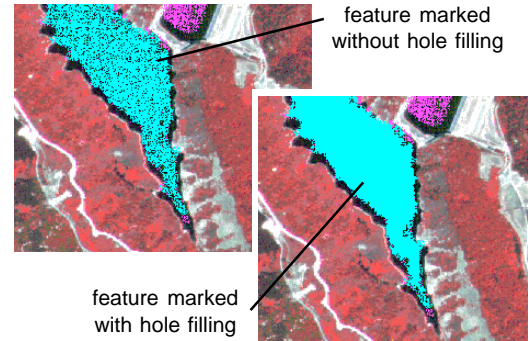 feature marked
without hole filling
feature marked
with hole filling